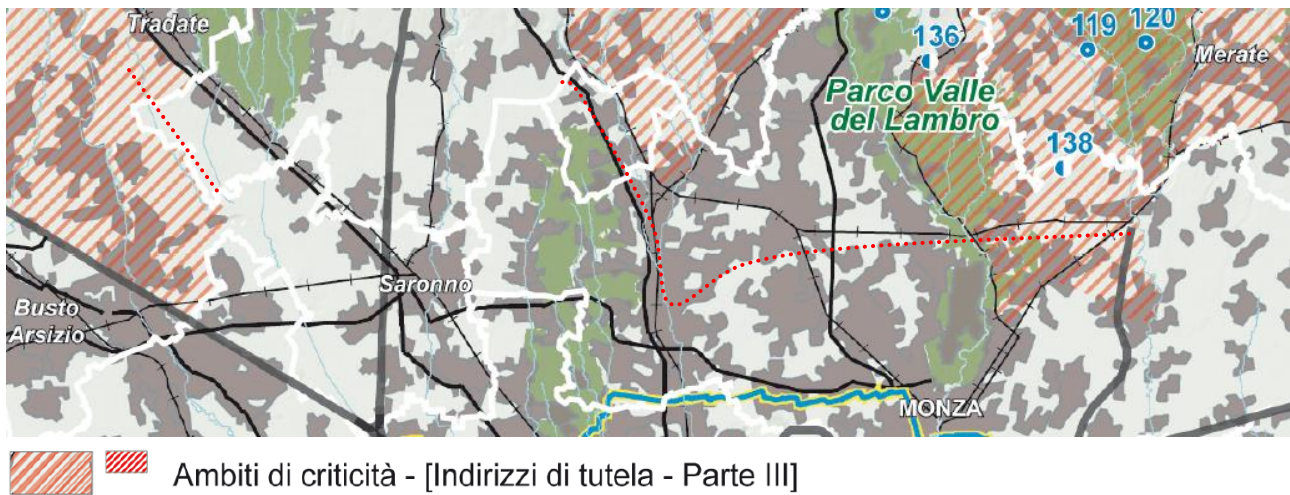 Tradate
136
119
120
Merate
Parco Valle
del Lambro
138
Saronno
Busto
Arsizio
MONZA
Ambiti di criticità - [Indirizzi di tutela - Parte III]